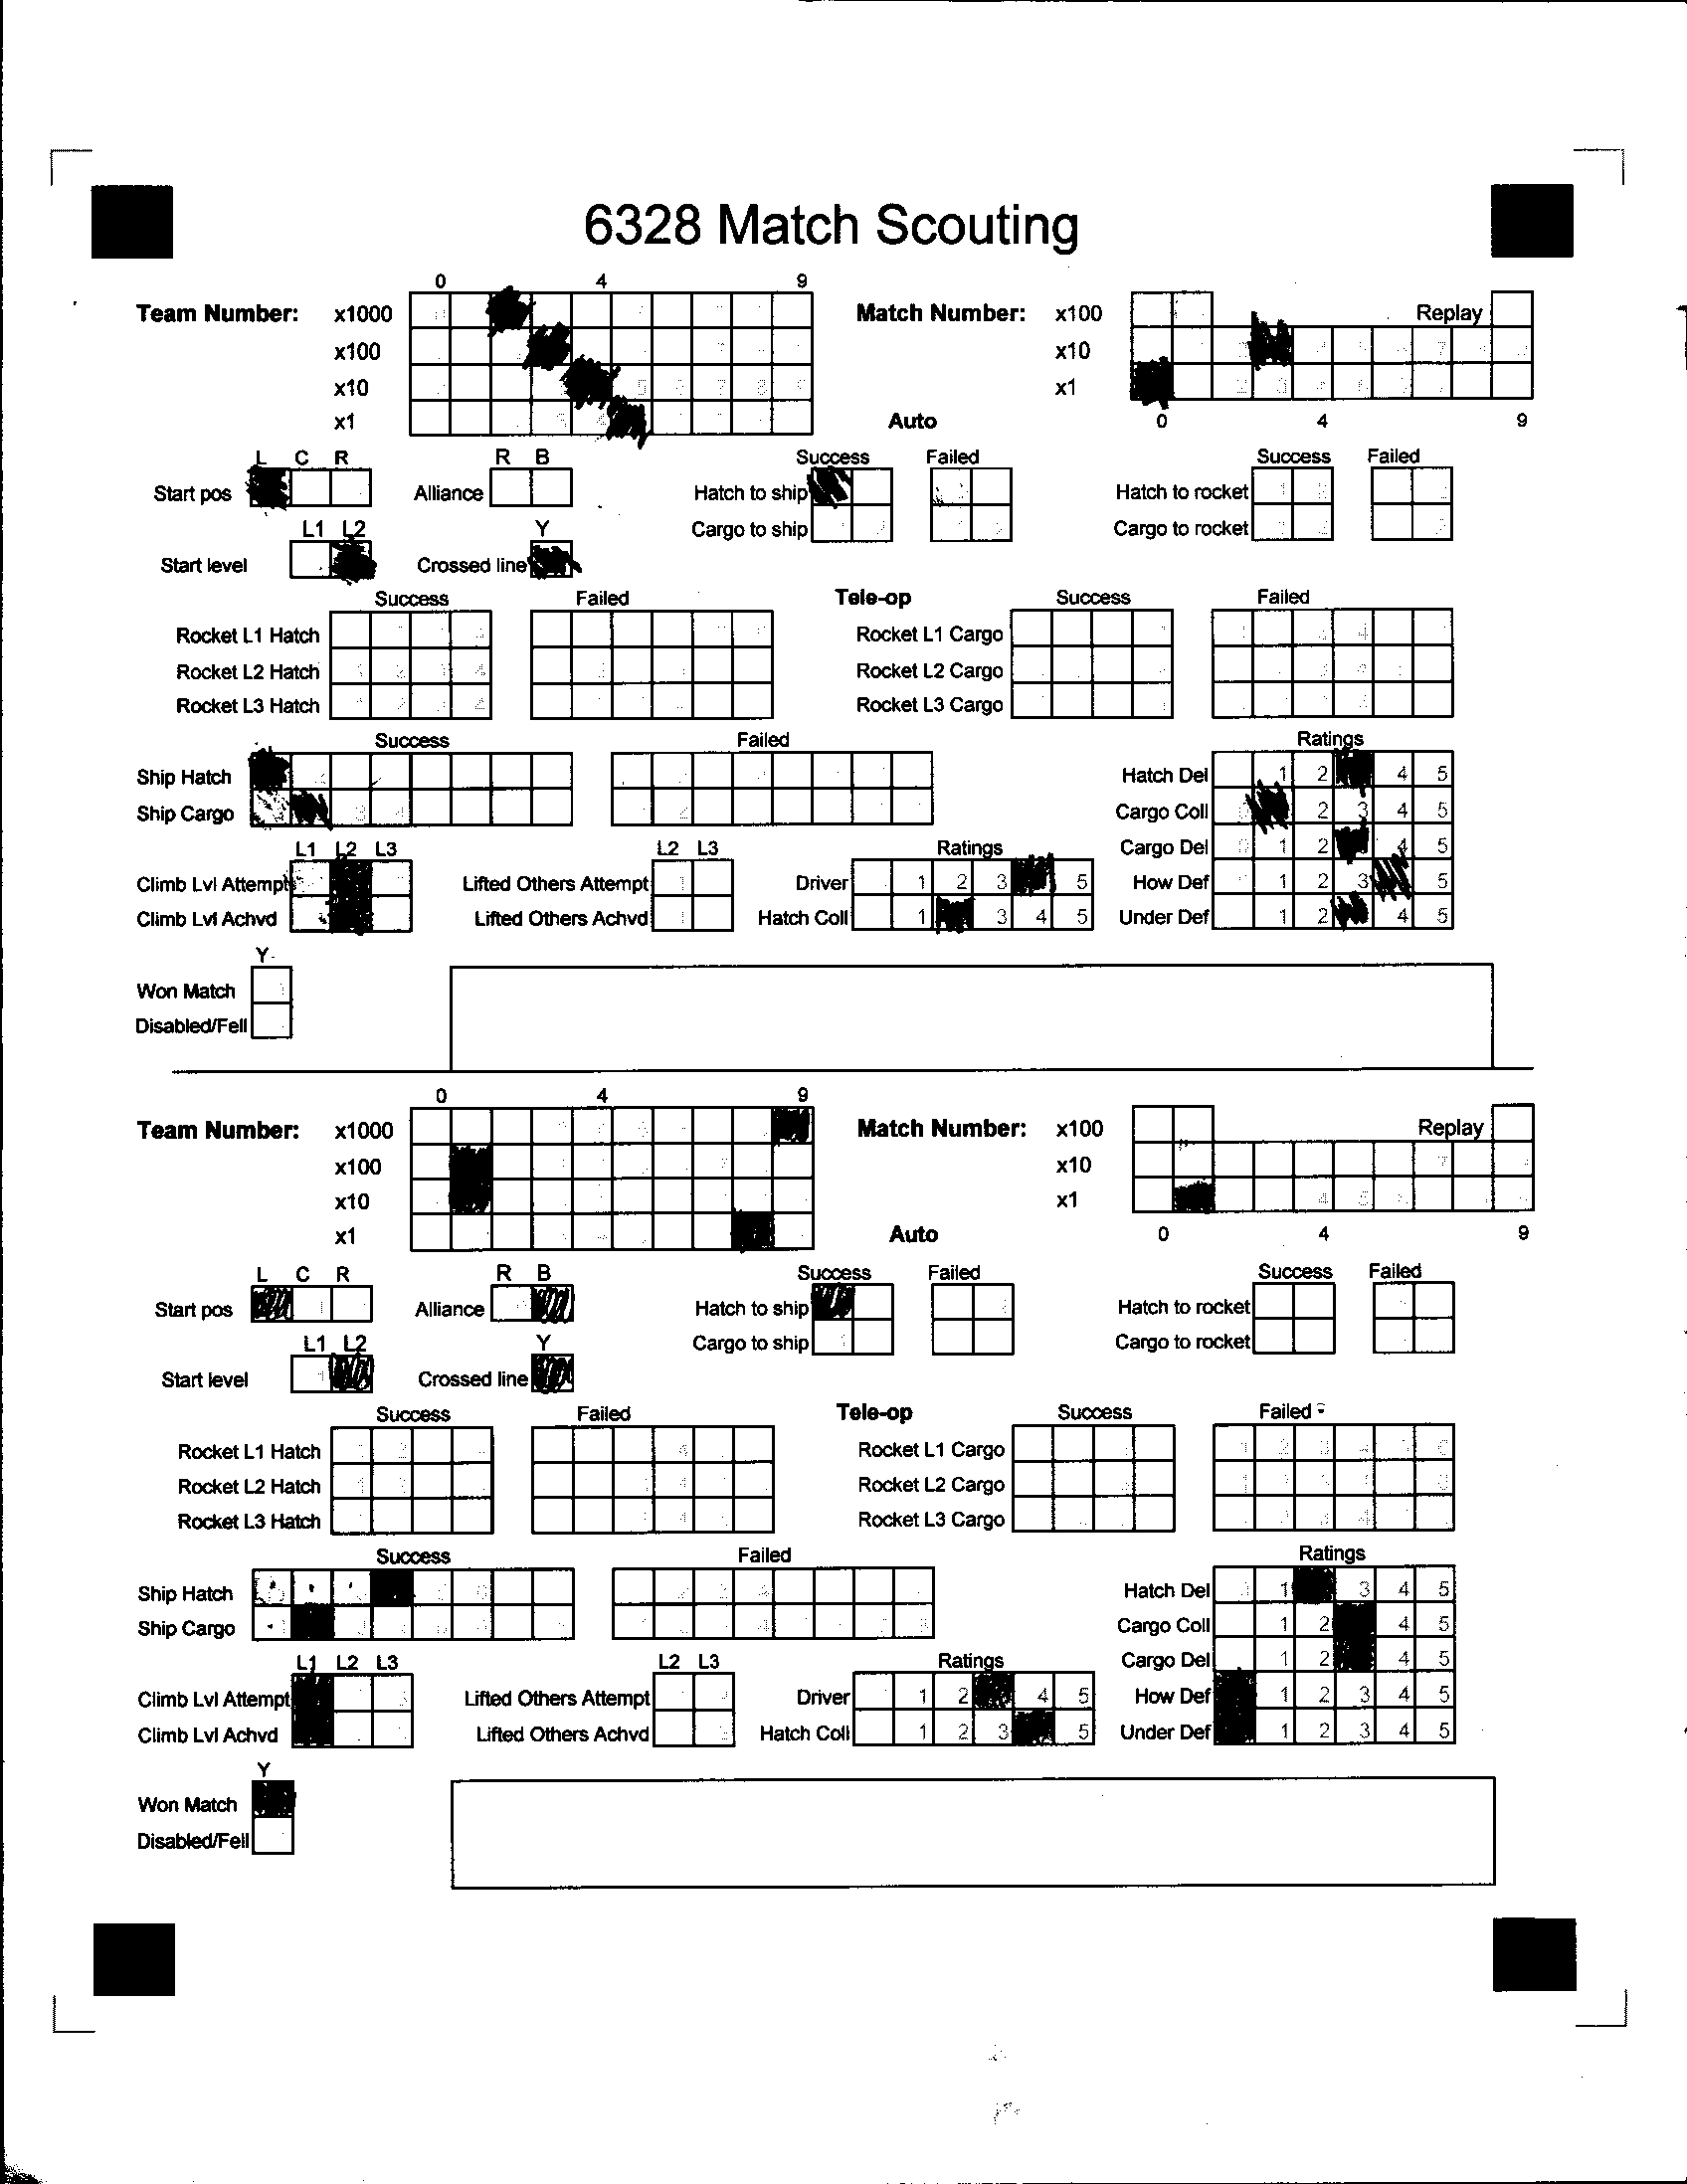 6328 Match Scouting
0 4 9
Team Number: x1000 Match Number: x100 Replay
x100 x10
x10 5 6 7 8 9 x1 2 3
x1 Auto 0 4 9
L C R R B Success Failed Success Failed
Start pos Alliance Hatch to ship Hatch to rocket
L1 L2 Y Cargo to ship Cargo to rocket
Start level Crossed line
Success Failed Tele-op Success Failed
Rocket L1 Hatch Rocket L1 Cargo
Rocket L2 Hatch Rocket L2 Cargo
Rocket L3 Hatch Rocket L3 Cargo
Success Failed Ratings
Ship Hatch Hatch Del 1 2 4 5
Ship Cargo Cargo Coll 2 3 4 5
L1 L2 L3 L2 L3 Ratings Cargo Del 1 2 4 5
Climb Lvl Attempt Lifted Others Attempt Driver 1 2 3 5 How Def 1 2 3 5
Climb Lvl Achvd Lifted Others Achvd Hatch Coll 1 3 4 5 Under Def 1 2 4 5
Y
Won Match
Disabled/Fell
0 4 9
Team Number: x1000 Match Number: x100 Replay
x100 x10
x10 x1
x1 Auto 0 4 9
L C R R B Success Failed Success Failed
Start pos Alliance Hatch to ship Hatch to rocket
L1 L2 Y Cargo to ship Cargo to rocket
Start level Crossed line
Success Failed Tele-op Success Failed
Rocket L1 Hatch Rocket L1 Cargo
Rocket L2 Hatch Rocket L2 Cargo
Rocket L3 Hatch Rocket L3 Cargo
Success Failed Ratings
Ship Hatch Hatch Del 1 3 4 5
Ship Cargo Cargo Coll 1 2 4 5
L1 L2 L3 L2 L3 Ratings Cargo Del 1 2 4 5
Climb Lvl Attempt Lifted Others Attempt Driver 1 2 4 5 How Def 1 2 3 4 5
Climb Lvl Achvd Lifted Others Achvd Hatch Coll 1 2 3 5 Under Def 1 2 3 4 5
Y
Won Match
Disabled/Fell